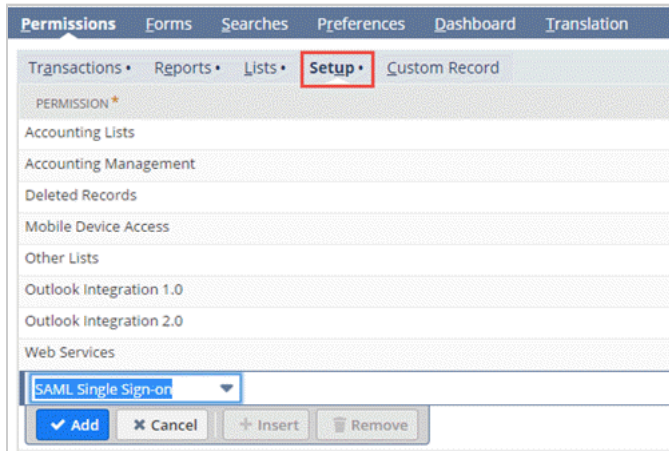 Permissions Forms Searches Preferences Dashboard Translation
Transactions • Reports • Lists • Setup • Custom Record
PERMISSION *
Accounting Lists
Accounting Management
Deleted Records
Mobile Device Access
Other Lists
Outlook Integration 1.0
Outlook Integration 2.0
Web Services
SAML Single Sign-on
Add Cancel Insert Remove